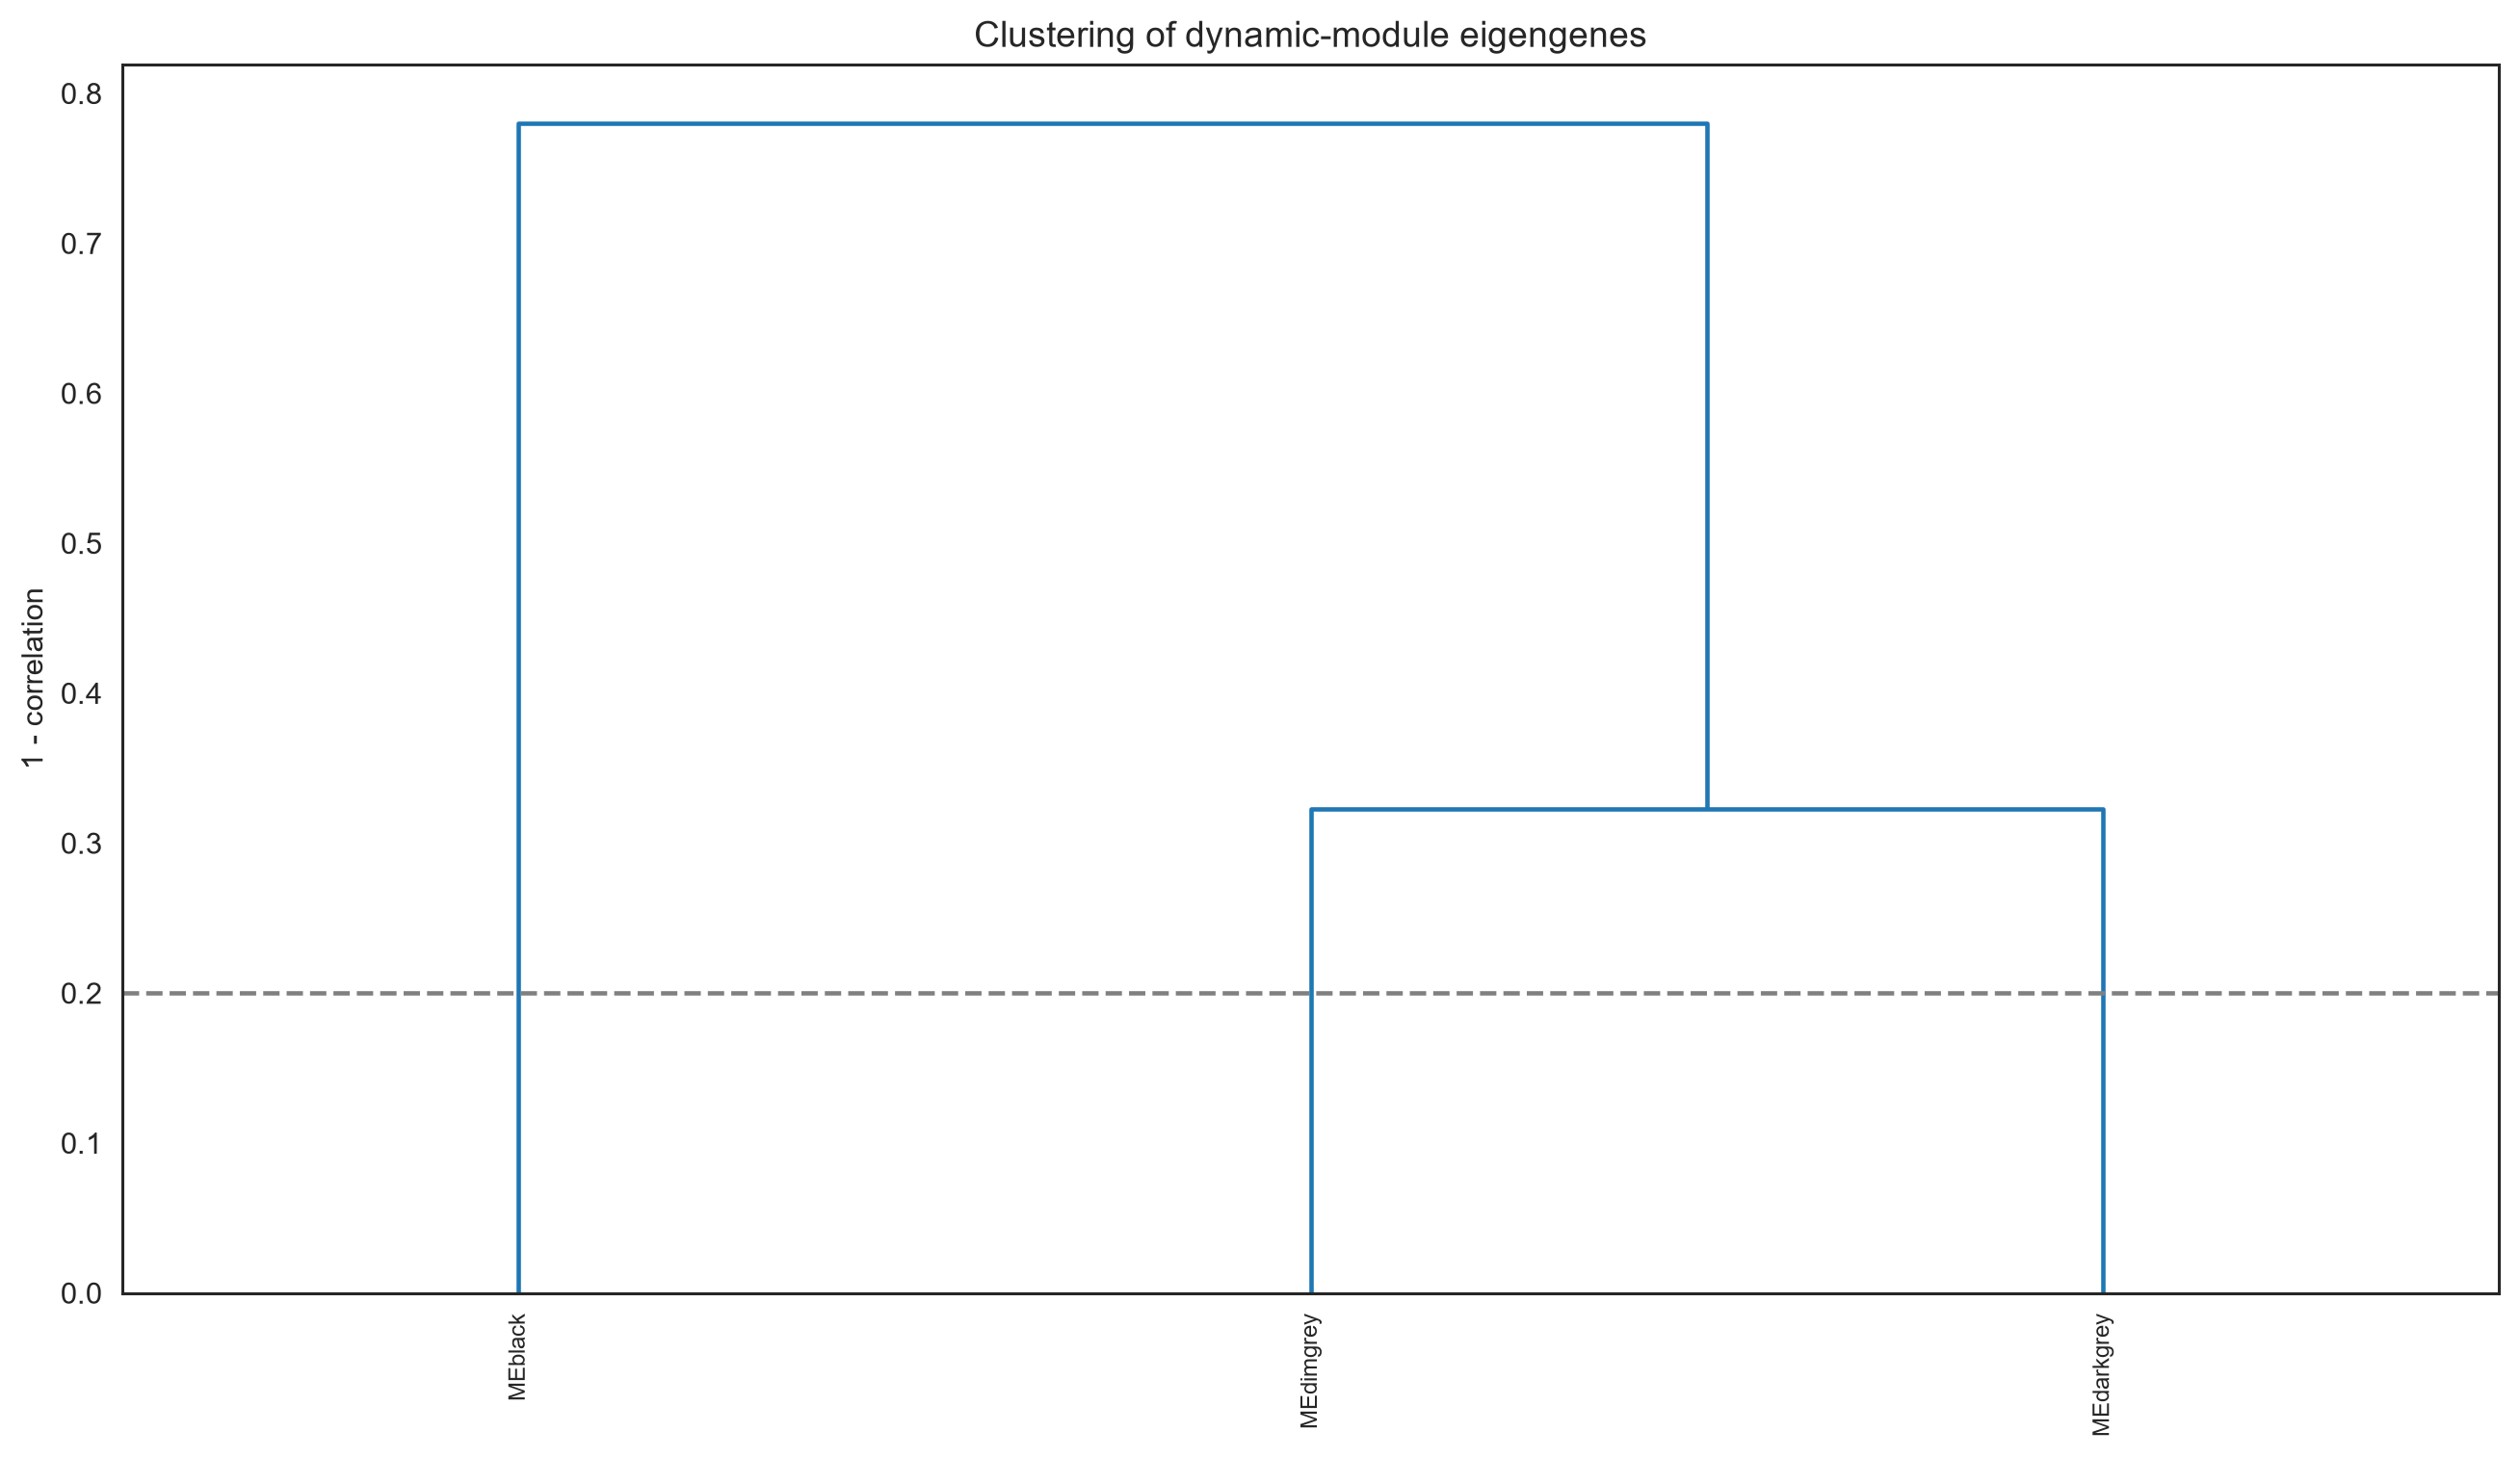 Clustering of dynamic-module eigengenes
1 - correlation
0.8
0.7
0.6
0.5
0.4
0.3
0.2
0.1
0.0
MEblack
MEdimgrey
MEdarkgrey